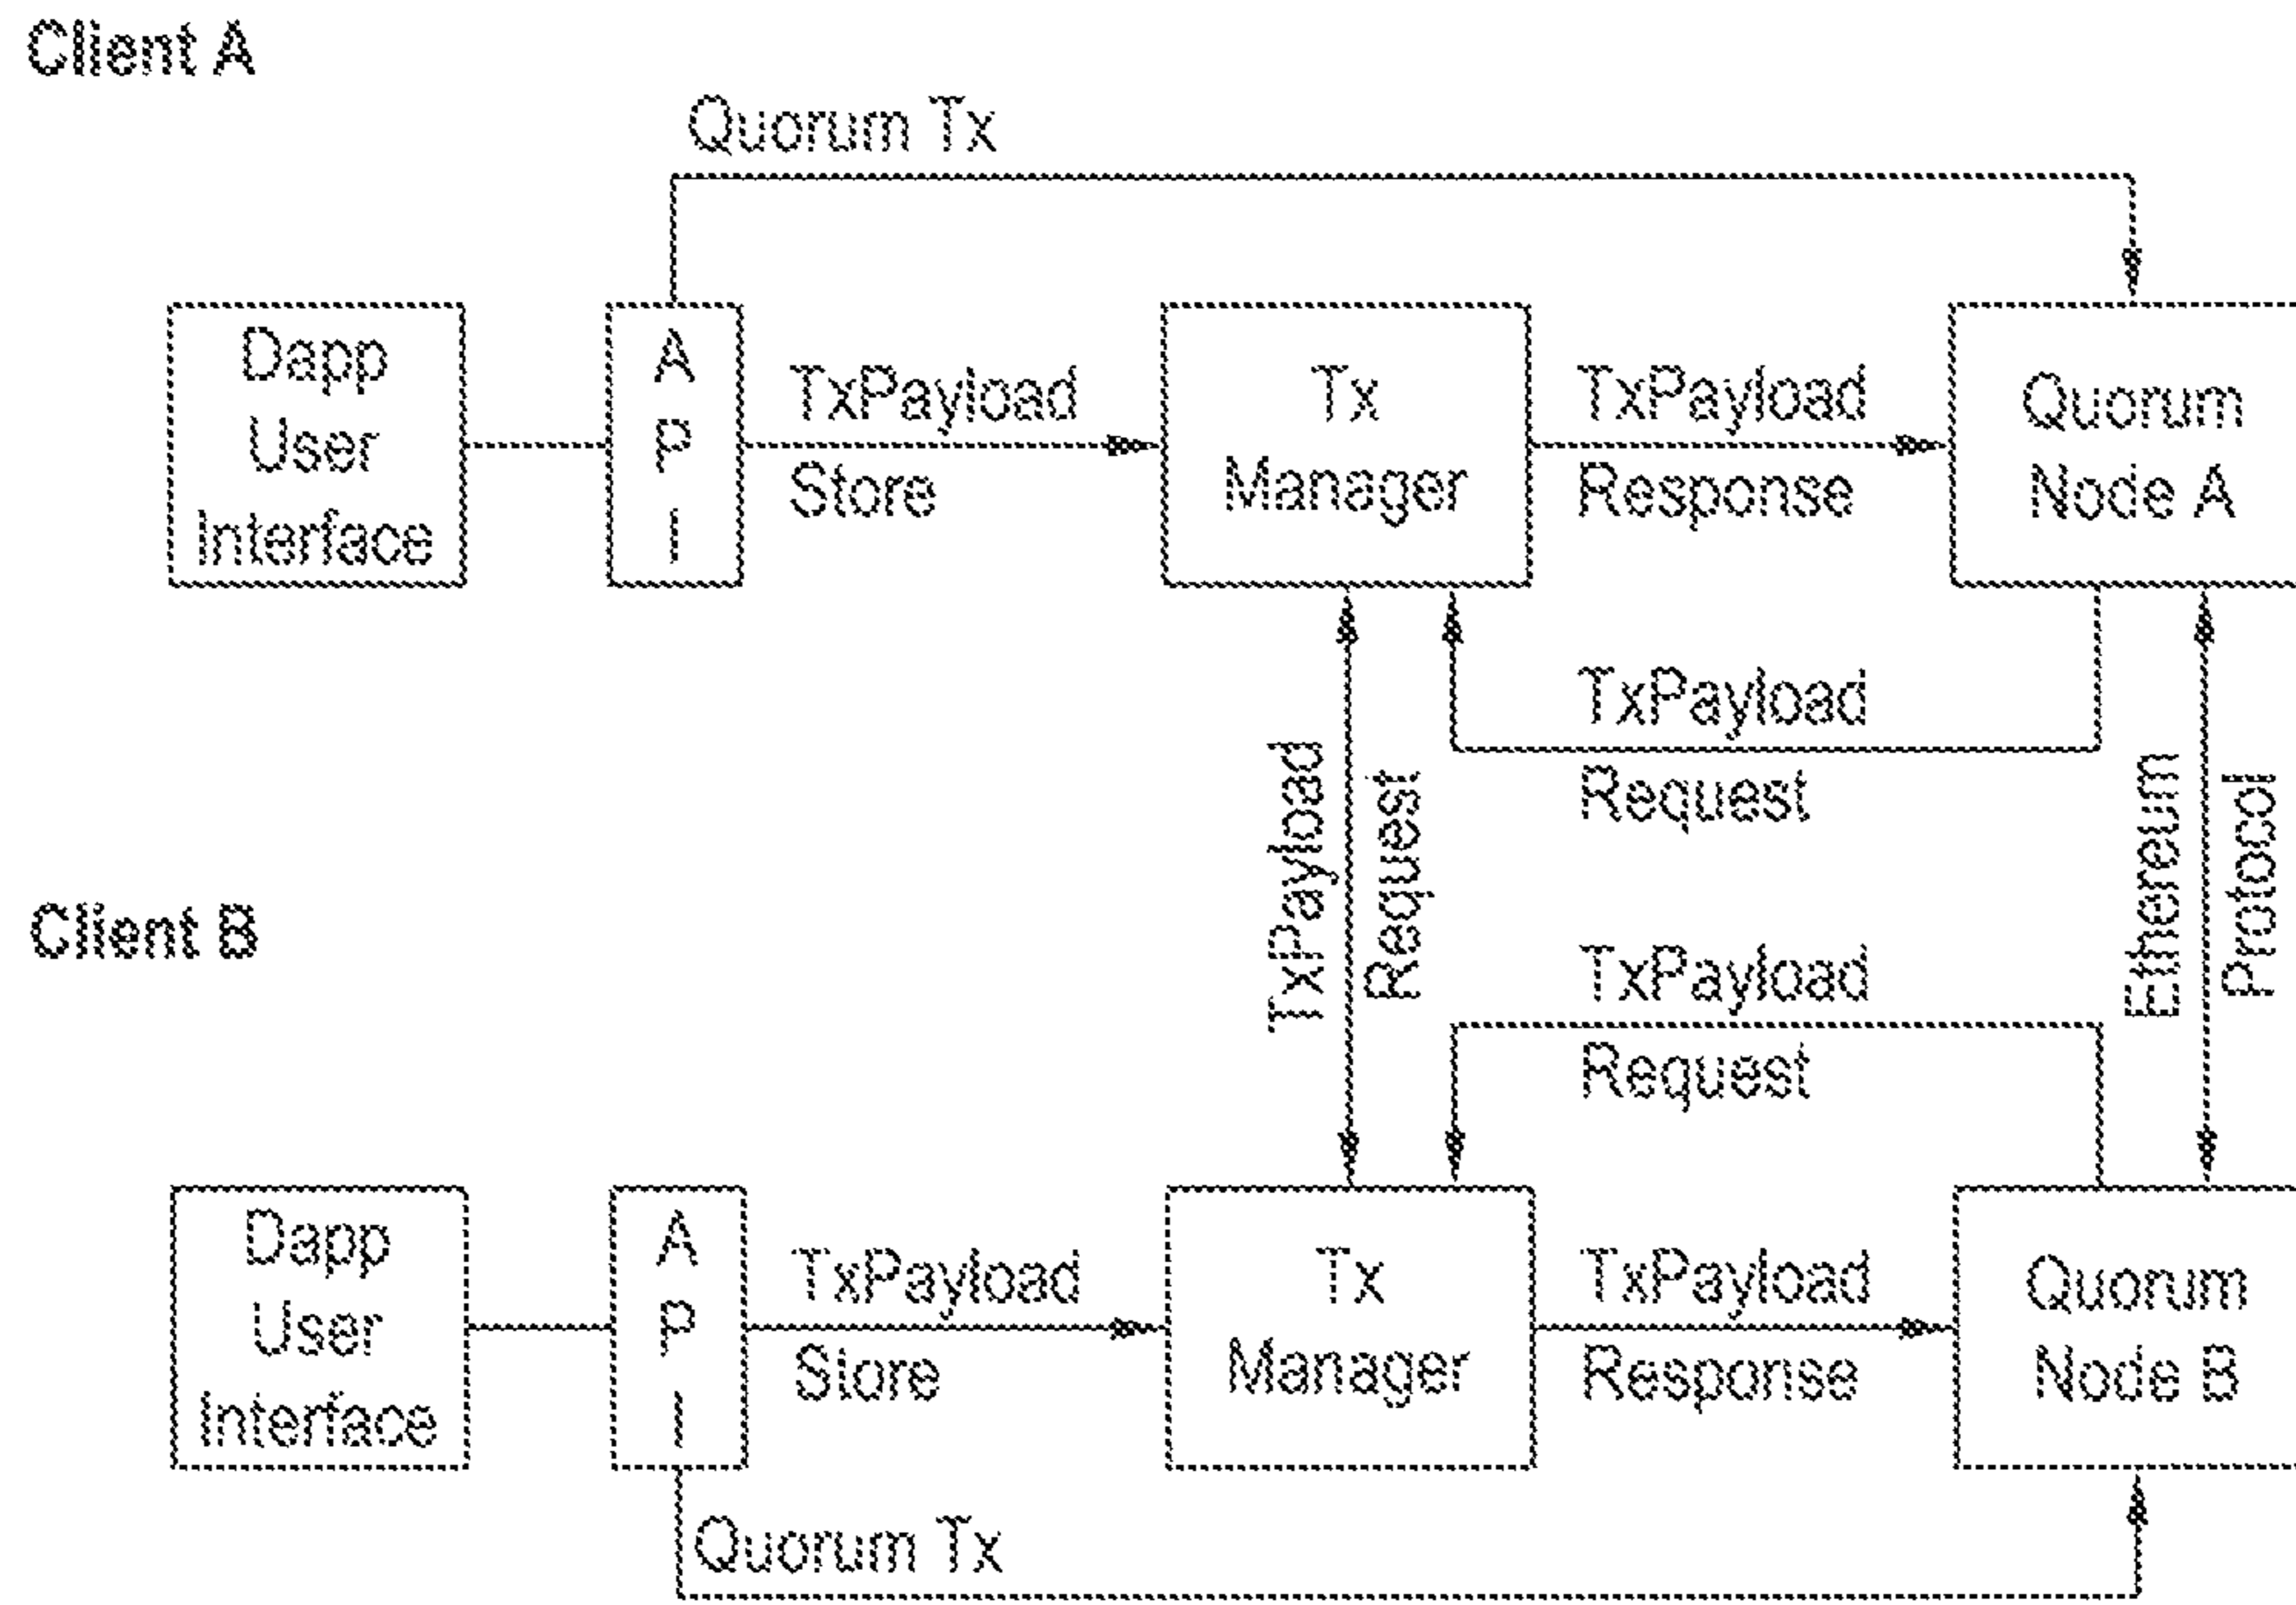 Client A
Quorum Tx
Dapp
User
Interface
A
P
I
TxPayload
Store
Tx
Manager
TxPayload
Response
Quorum
Node A
TxPayload
Request
TxPayload
Request
Ethereum
Protocol
Client B
TxPayload
Request
Dapp
User
Interface
A
P
I
TxPayload
Store
Tx
Manager
TxPayload
Response
Quorum
Node B
Quorum Tx